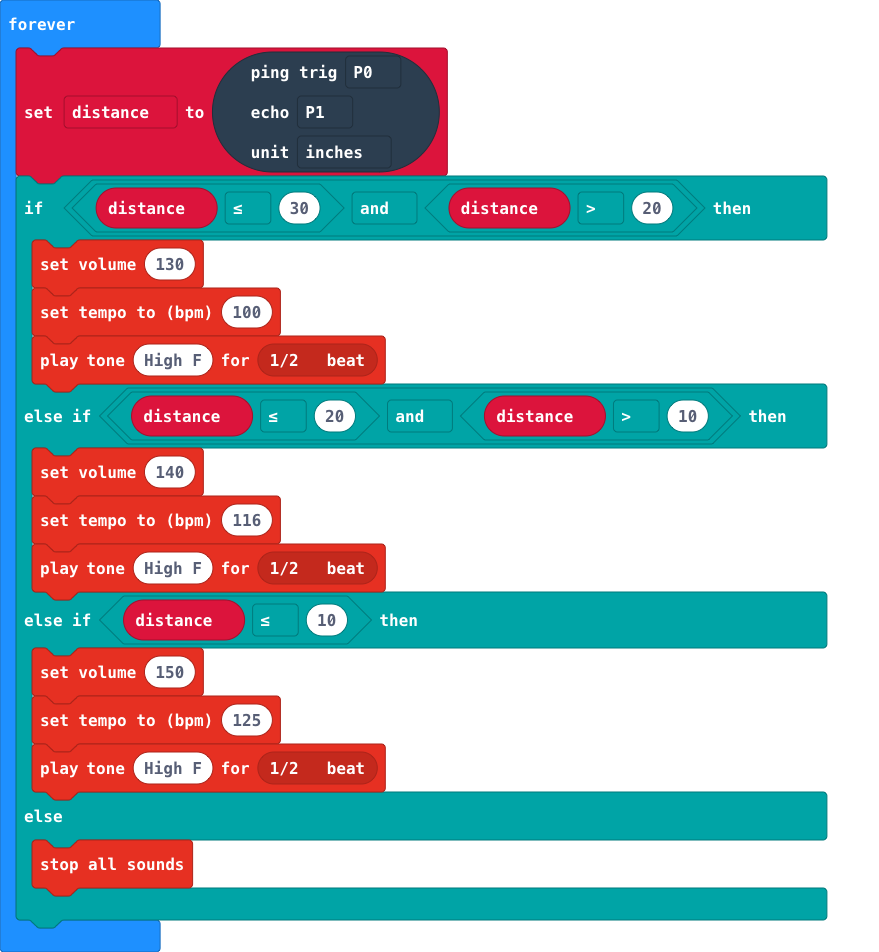 forever
ping trig P0
set distance to echo P1
unit inches
if distance ≤ 30 and distance > 20 then
set volume 130
set tempo to (bpm) 100
play tone High F for 1/2 beat
else if distance ≤ 20 and distance > 10 then
set volume 140
set tempo to (bpm) 116
play tone High F for 1/2 beat
else if distance ≤ 10 then
set volume 150
set tempo to (bpm) 125
play tone High F for 1/2 beat
else
stop all sounds